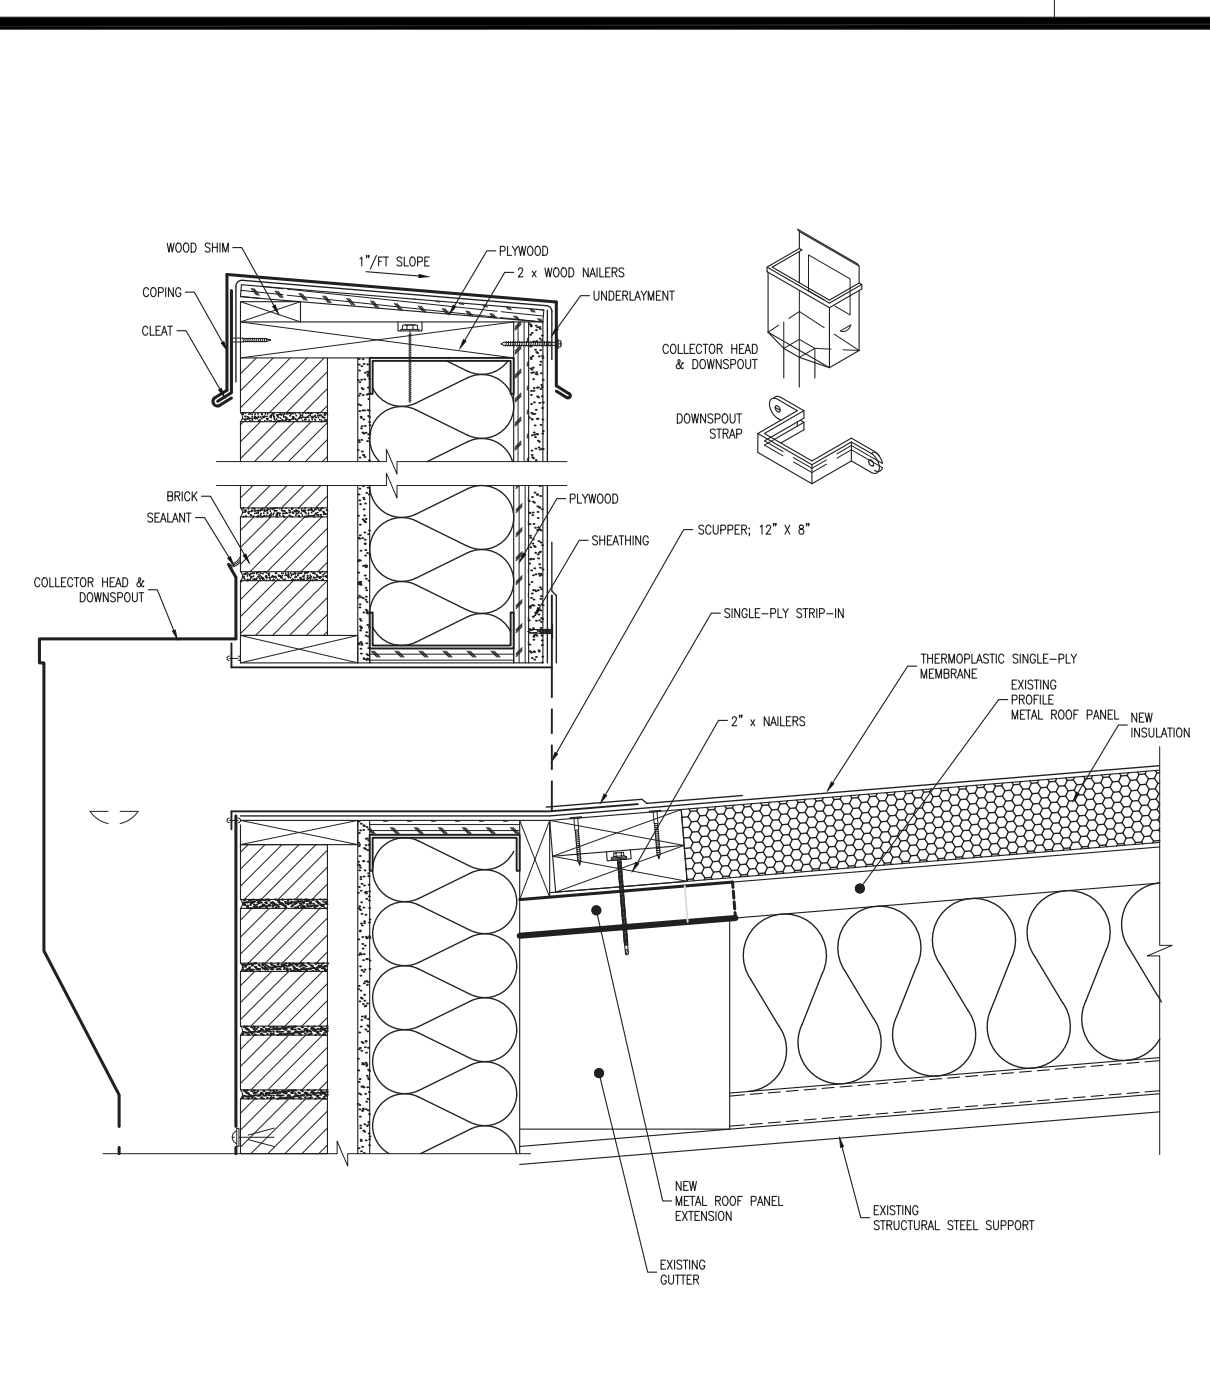 WOOD SHIM
1"/FT SLOPE
PLYWOOD
2 x WOOD NAILERS
COPING
UNDERLAYMENT
CLEAT
COLLECTOR HEAD
& DOWNSPOUT
DOWNSPOUT
STRAP
BRICK
PLYWOOD
SEALANT
SCUPPER; 12" X 8"
SHEATHING
COLLECTOR HEAD &
DOWNSPOUT
SINGLE-PLY STRIP-IN
THERMOPLASTIC SINGLE-PLY
MEMBRANE
EXISTING
PROFILE
METAL ROOF PANEL
NEW
INSULATION
2" x NAILERS
NEW
METAL ROOF PANEL
EXTENSION
EXISTING
STRUCTURAL STEEL SUPPORT
EXISTING
GUTTER